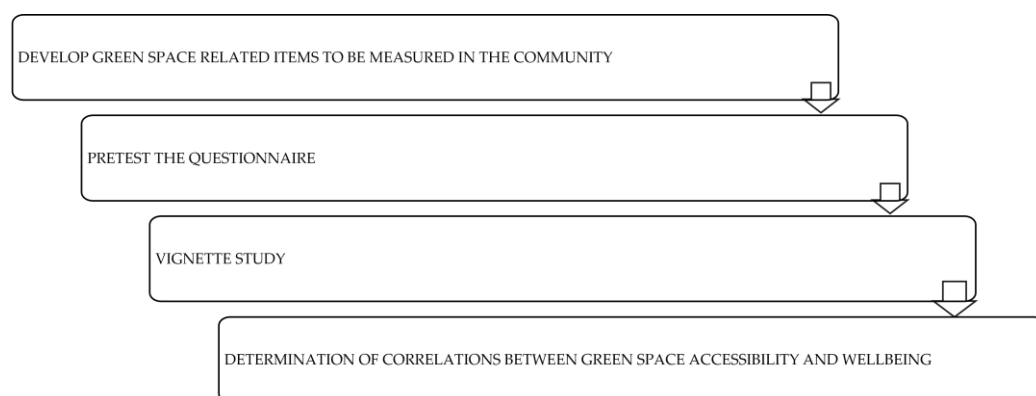 DEVELOP GREEN SPACE RELATED ITEMS TO BE MEASURED IN THE COMMUNITY
PRETEST THE QUESTIONNAIRE
VIGNETTE STUDY
DETERMINATION OF CORRELATIONS BETWEEN GREEN SPACE ACCESSIBILITY AND WELLBEING